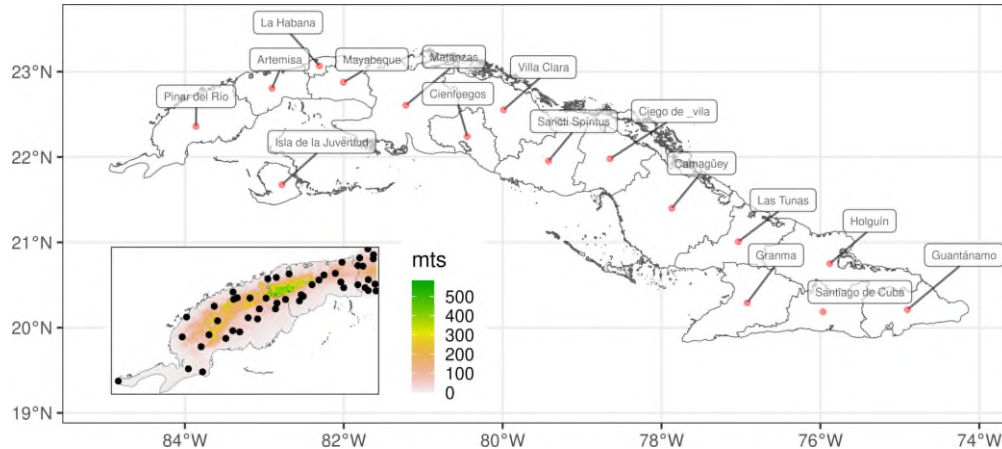 La Habana
Artemisa
Mayabeque
Matanzas
Villa Clara
Pinar del Río
Cienfuegos
Ciego de _vila
Sancti Spíritus
Isla de la Juventud
Camagüey
Las Tunas
Holguín
Granma
Guantánamo
Santiago de Cuba
mts
500
400
300
200
100
0
23°N
22°N
21°N
20°N
19°N
84°W
82°W
80°W
78°W
76°W
74°W